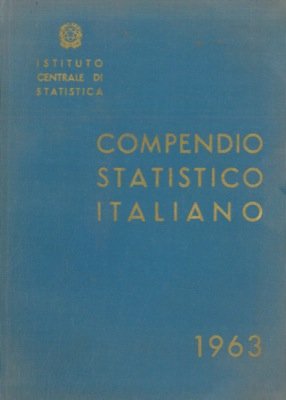 ISTITUTO
CENTRALE DI
STATISTICA
COMPENDIO
STATISTICO
ITALIANO
1963